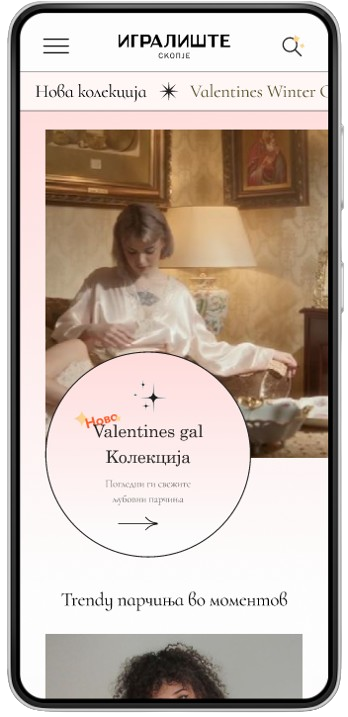 ИГРАЛИШТЕ
СКОПЈЕ
Нова колекција Valentines Winter C
Ново
Valentines gal
Колекција
Погледни ги свежите
љубовни парчиња
Trendy парчиња во моментов